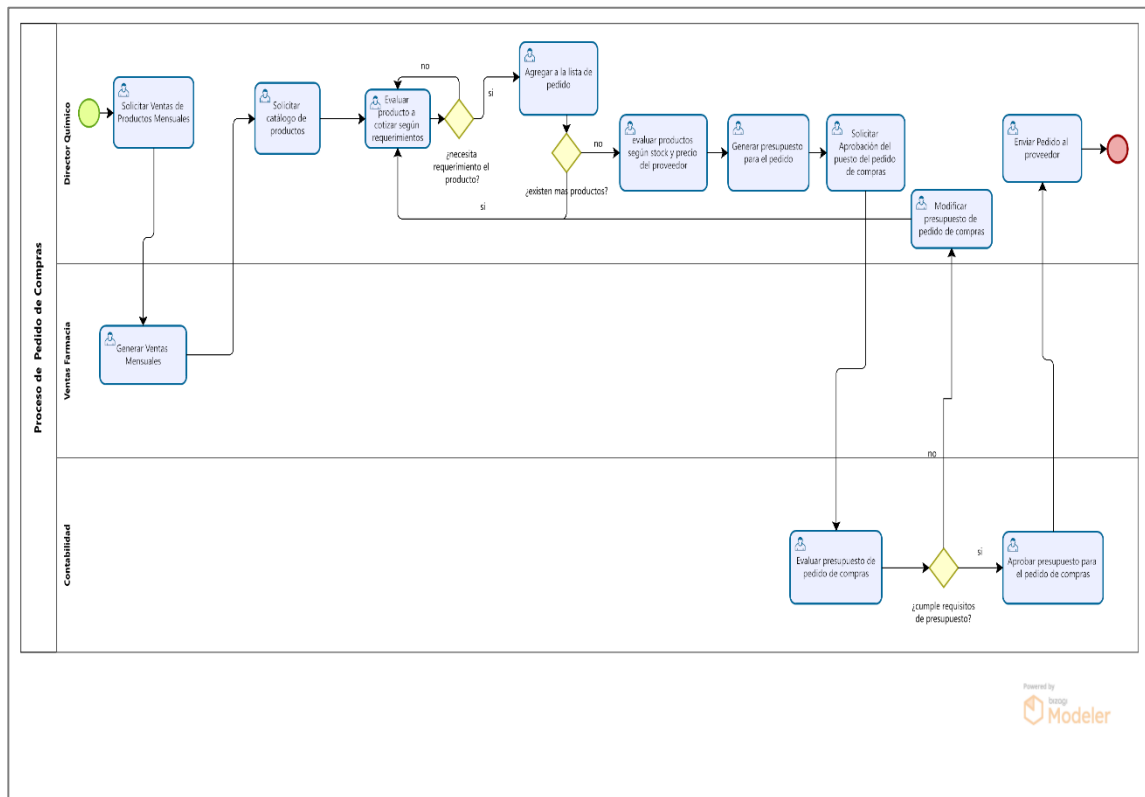 Proceso de Pedido de Compras
Director Químico
Solicitar Ventas de
Productos Mensuales
Solicitar
catálogo de
productos
no
Evaluar
producto a
cotizar según
requerimientos
si
¿necesita
requerimiento el
producto?
Agregar a la lista de
pedido
¿existen mas productos?
no
si
evaluar productos
según stock y precio
del proveedor
Generar presupuesto
para el pedido
Solicitar
Aprobación del
puesto del pedido
de compras
Modificar
presupuesto de
pedido de compras
Enviar Pedido al
proveedor
Ventas Farmacia
Generar Ventas
Mensuales
Contabilidad
Evaluar presupuesto de
pedido de compras
no
si
¿cumple requisitos
de presupuesto?
Aprobar presupuesto para
el pedido de compras
Powered by
bizagi
Modeler